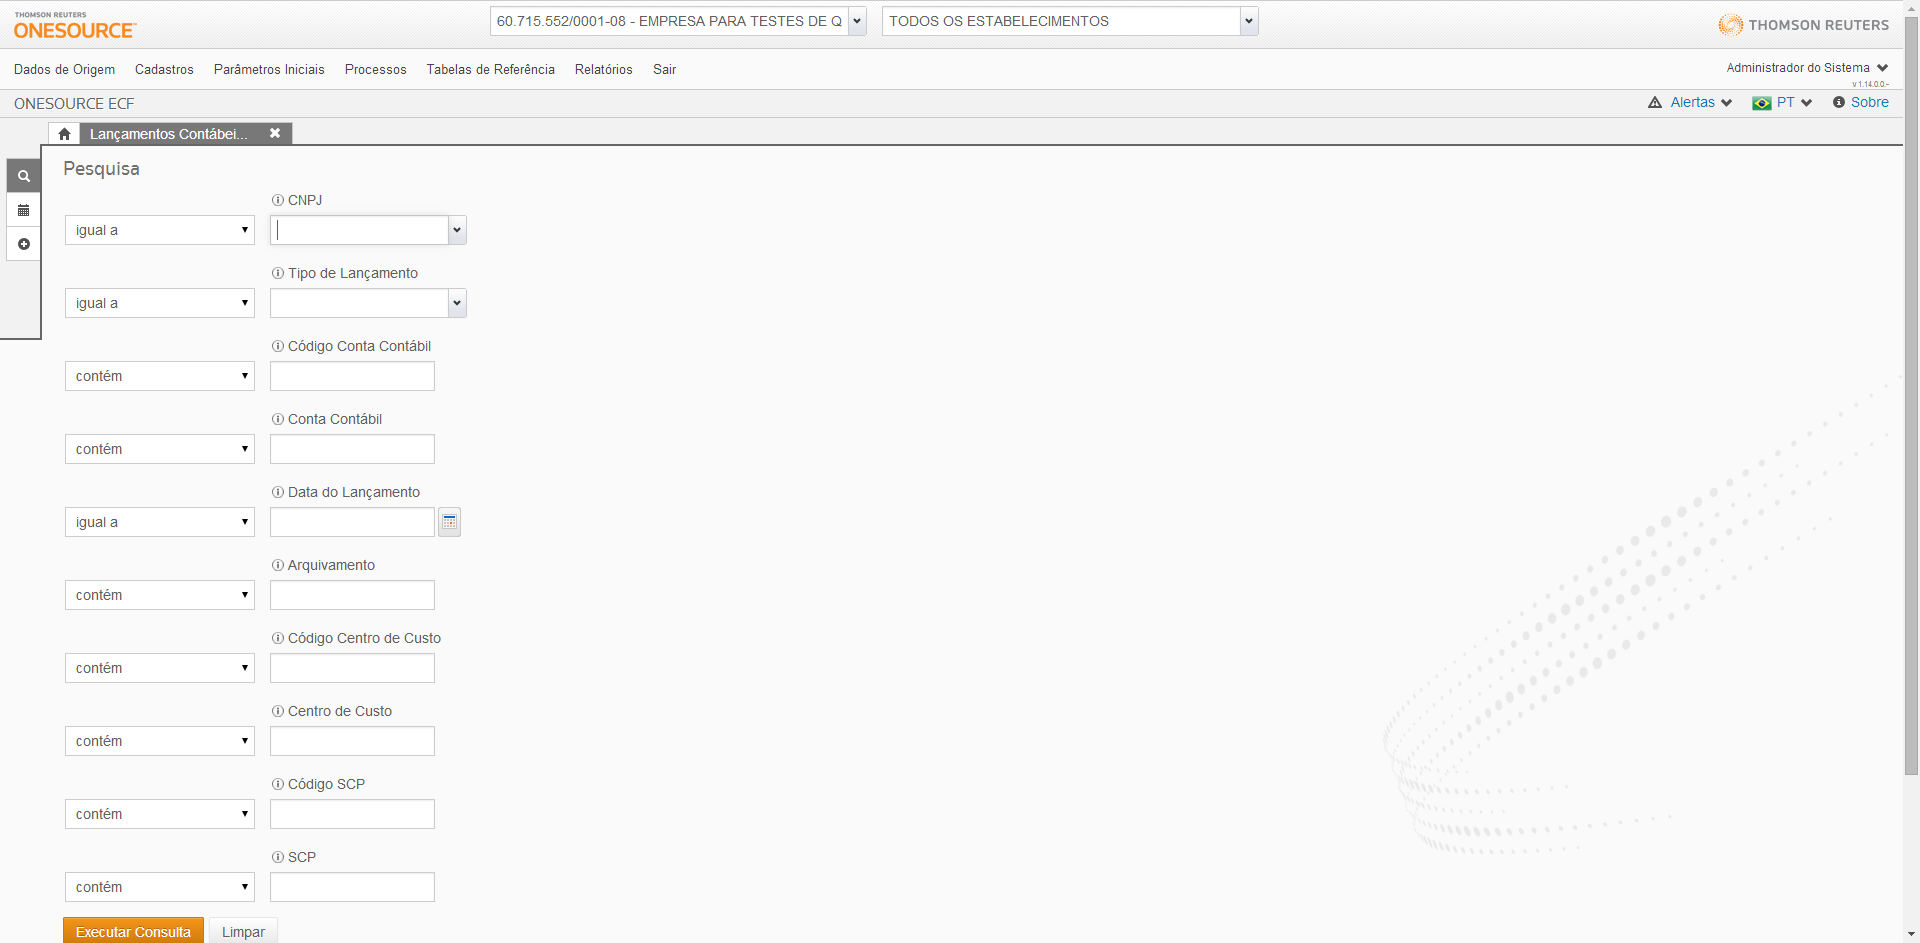 THOMSON REUTERS
ONESOURCE™
60.715.552/0001-08 - EMPRESA PARA TESTES DE Q
TODOS OS ESTABELECIMENTOS
THOMSON REUTERS
Dados de Origem Cadastros Parâmetros Iniciais Processos Tabelas de Referência Relatórios Sair
Administrador do Sistema
v 1.14.0.0.-
ONESOURCE ECF
Alertas PT Sobre
Lançamentos Contábei...
Pesquisa
CNPJ
igual a
Tipo de Lançamento
igual a
Código Conta Contábil
contém
Conta Contábil
contém
Data do Lançamento
igual a
Arquivamento
contém
Código Centro de Custo
contém
Centro de Custo
contém
Código SCP
contém
SCP
contém
Executar Consulta Limpar